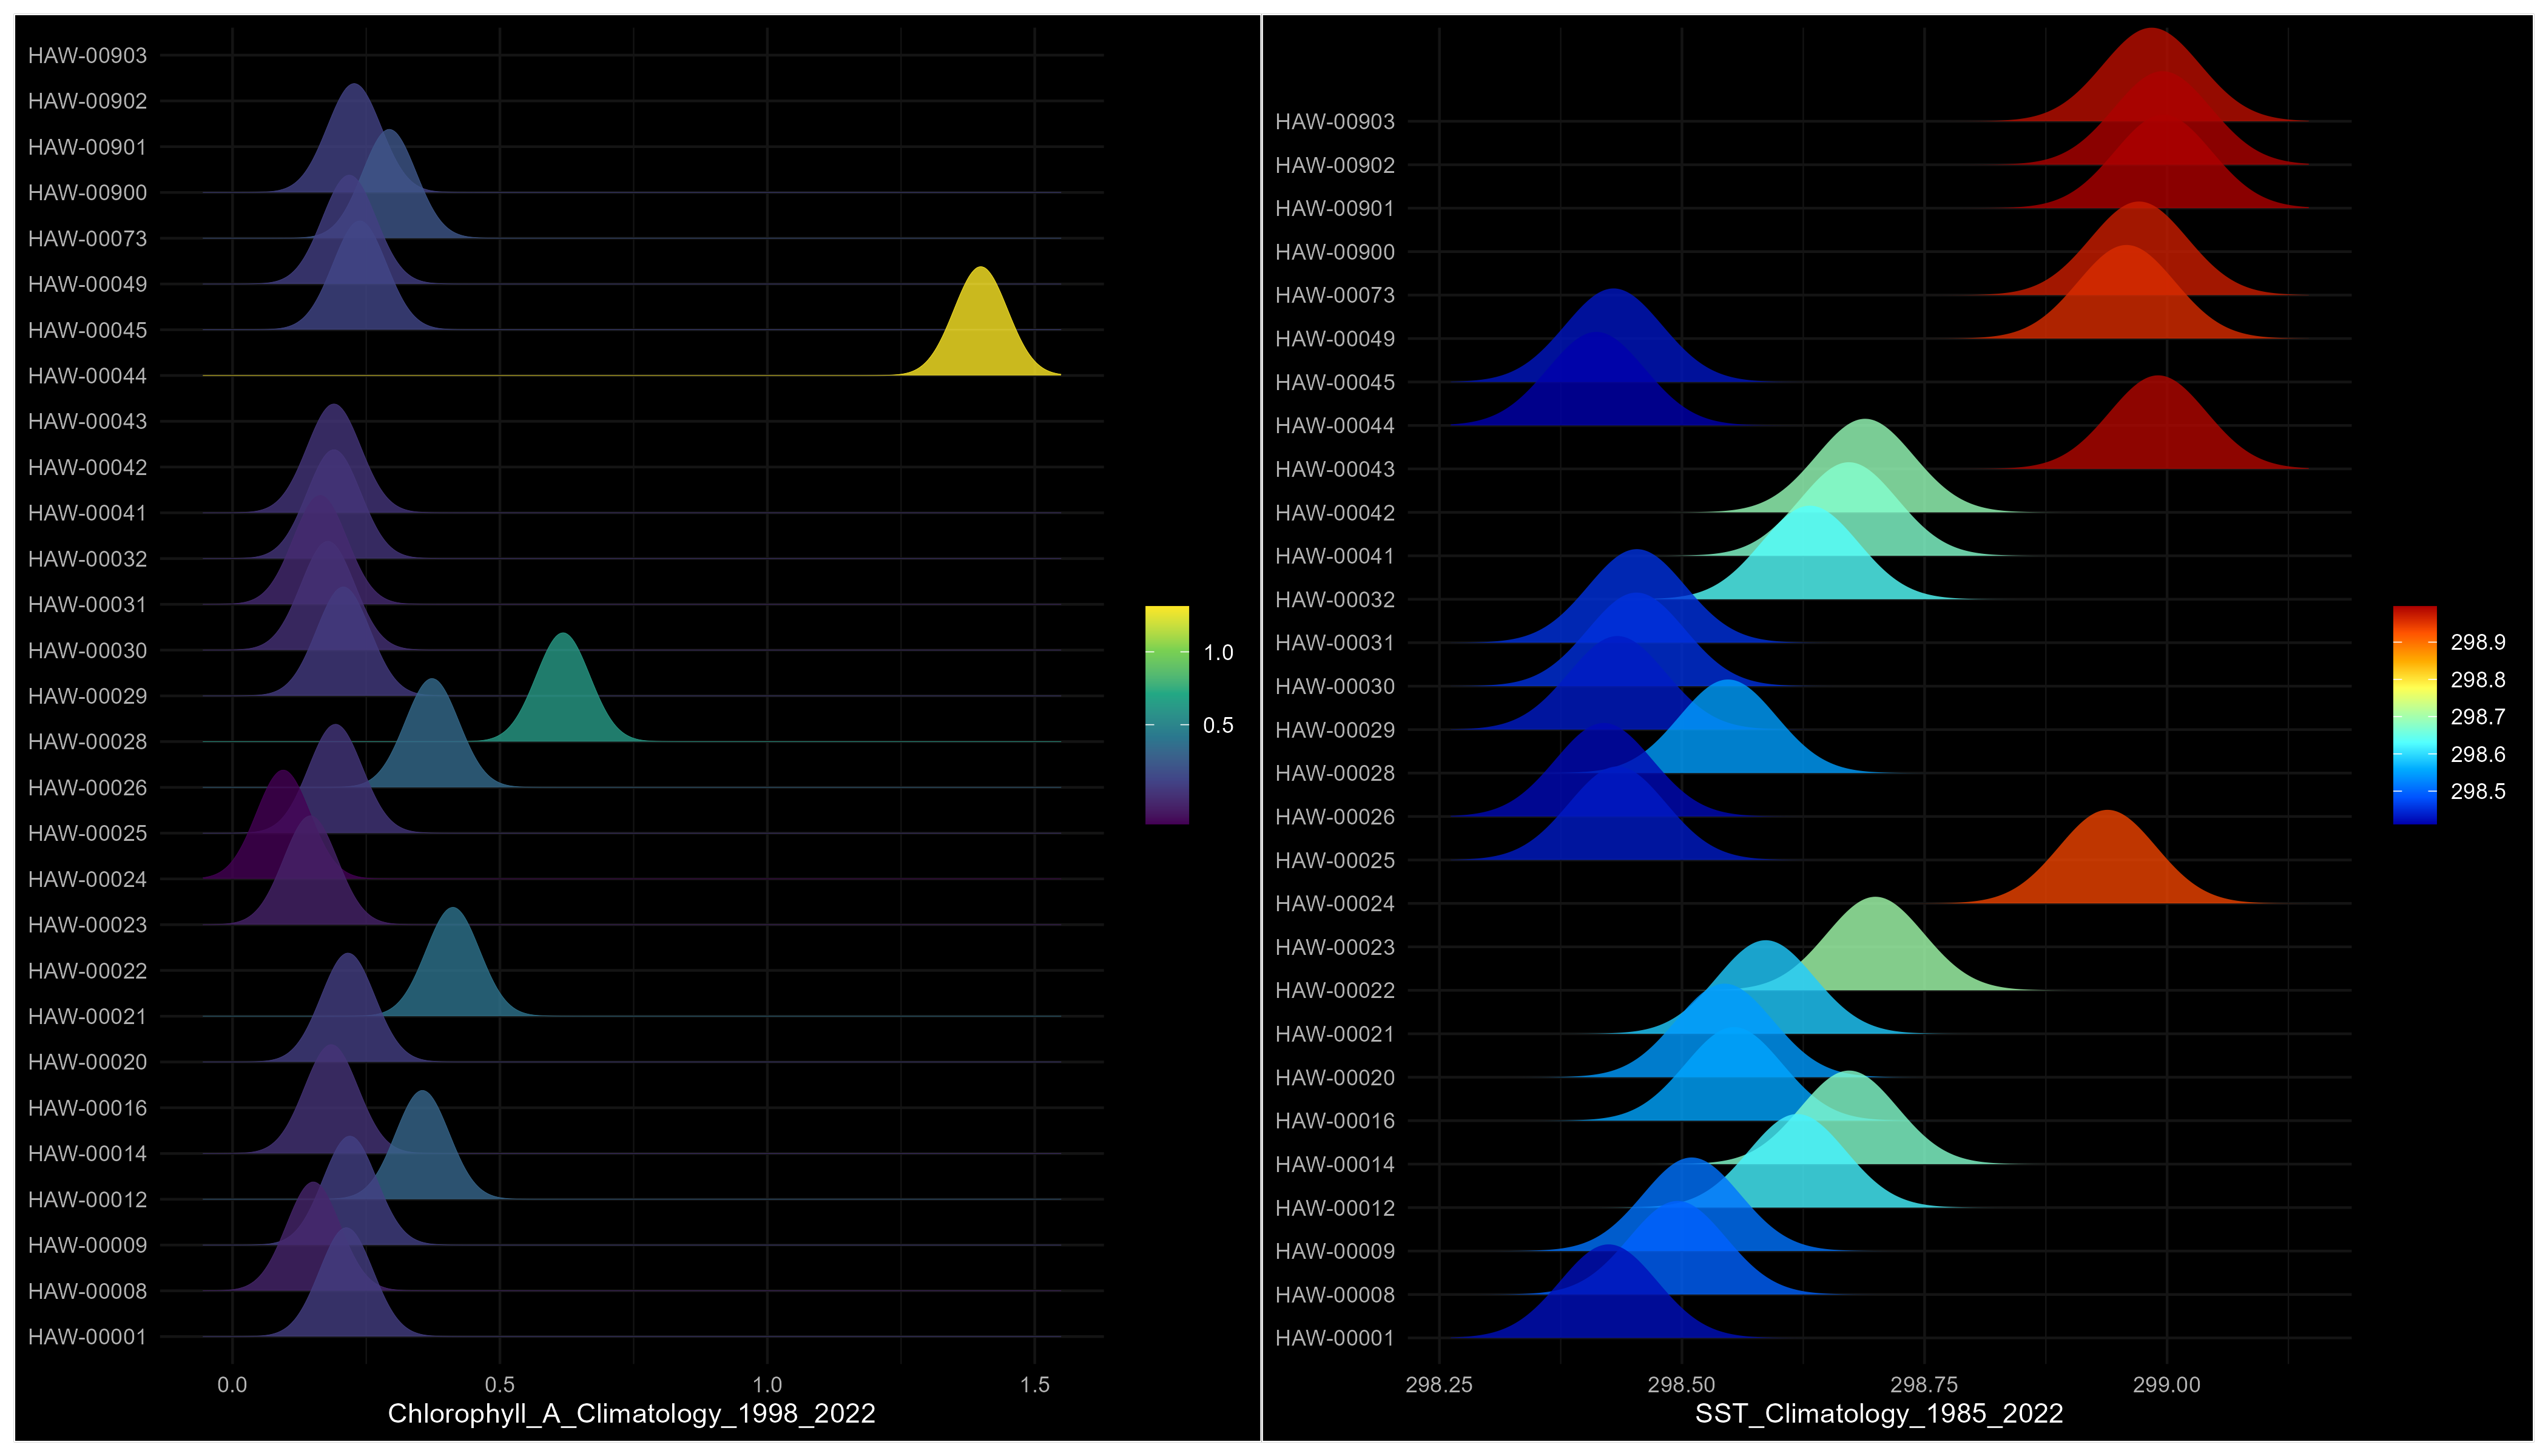 HAW-00903
HAW-00902
HAW-00901
HAW-00900
HAW-00073
HAW-00049
HAW-00045
HAW-00044
HAW-00043
HAW-00042
HAW-00041
HAW-00032
HAW-00031
HAW-00030
HAW-00029
HAW-00028
HAW-00026
HAW-00025
HAW-00024
HAW-00023
HAW-00022
HAW-00021
HAW-00020
HAW-00016
HAW-00014
HAW-00012
HAW-00009
HAW-00008
HAW-00001
0.0 0.5 1.0 1.5
Chlorophyll_A_Climatology_1998_2022
1.0
0.5
HAW-00903
HAW-00902
HAW-00901
HAW-00900
HAW-00073
HAW-00049
HAW-00045
HAW-00044
HAW-00043
HAW-00042
HAW-00041
HAW-00032
HAW-00031
HAW-00030
HAW-00029
HAW-00028
HAW-00026
HAW-00025
HAW-00024
HAW-00023
HAW-00022
HAW-00021
HAW-00020
HAW-00016
HAW-00014
HAW-00012
HAW-00009
HAW-00008
HAW-00001
298.25 298.50 298.75 299.00
SST_Climatology_1985_2022
298.9
298.8
298.7
298.6
298.5